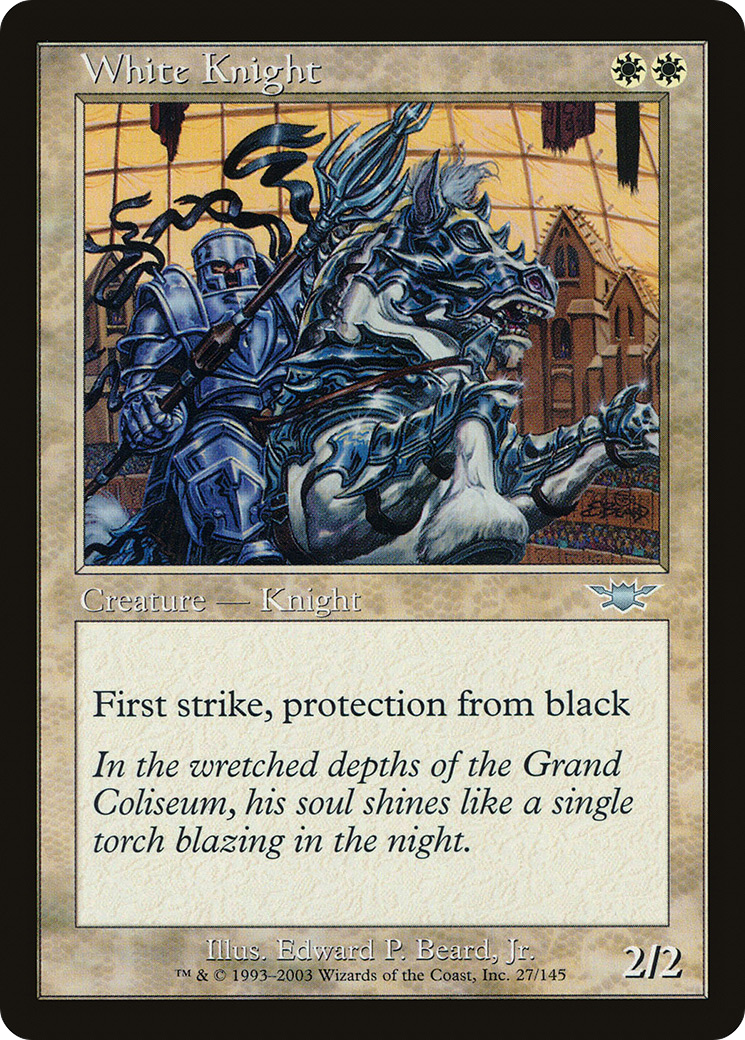 White Knight
Creature — Knight
First strike, protection from black
In the wretched depths of the Grand
Coliseum, his soul shines like a single
torch blazing in the night.
Illus. Edward P. Beard, Jr.
™ & © 1993–2003 Wizards of the Coast, Inc. 27/145
2/2